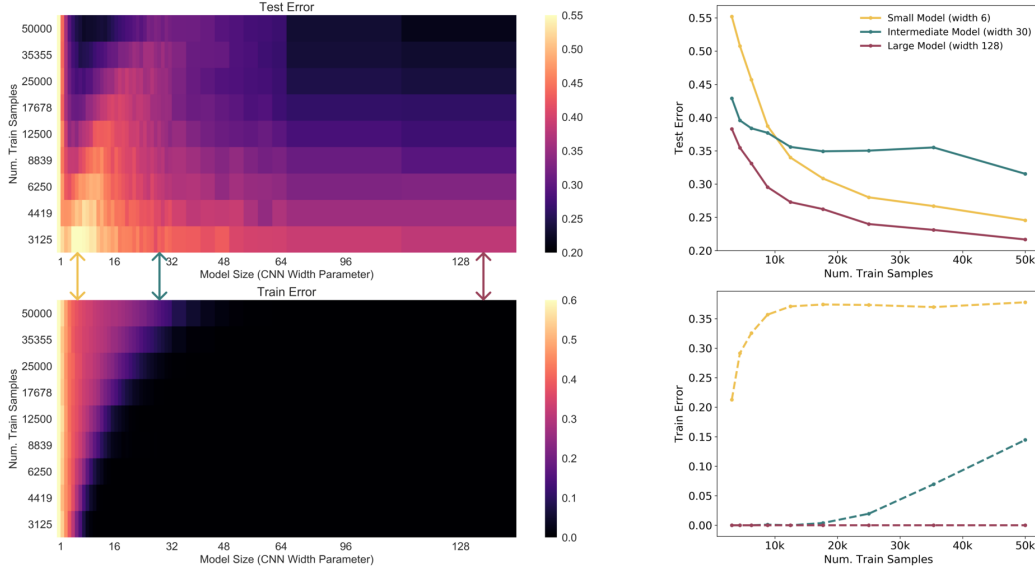 Test Error
Num. Train Samples
50000
35355
25000
17678
12500
8839
6250
4419
3125
1 16 32 48 64 96 128
Model Size (CNN Width Parameter)
0.55
0.50
0.45
0.40
0.35
0.30
0.25
0.20
Train Error
Num. Train Samples
50000
35355
25000
17678
12500
8839
6250
4419
3125
1 16 32 48 64 96 128
Model Size (CNN Width Parameter)
0.6
0.5
0.4
0.3
0.2
0.1
0.0
Small Model (width 6)
Intermediate Model (width 30)
Large Model (width 128)
Test Error
0.55
0.50
0.45
0.40
0.35
0.30
0.25
0.20
10k 20k 30k 40k 50k
Num. Train Samples
Train Error
0.35
0.30
0.25
0.20
0.15
0.10
0.05
0.00
10k 20k 30k 40k 50k
Num. Train Samples